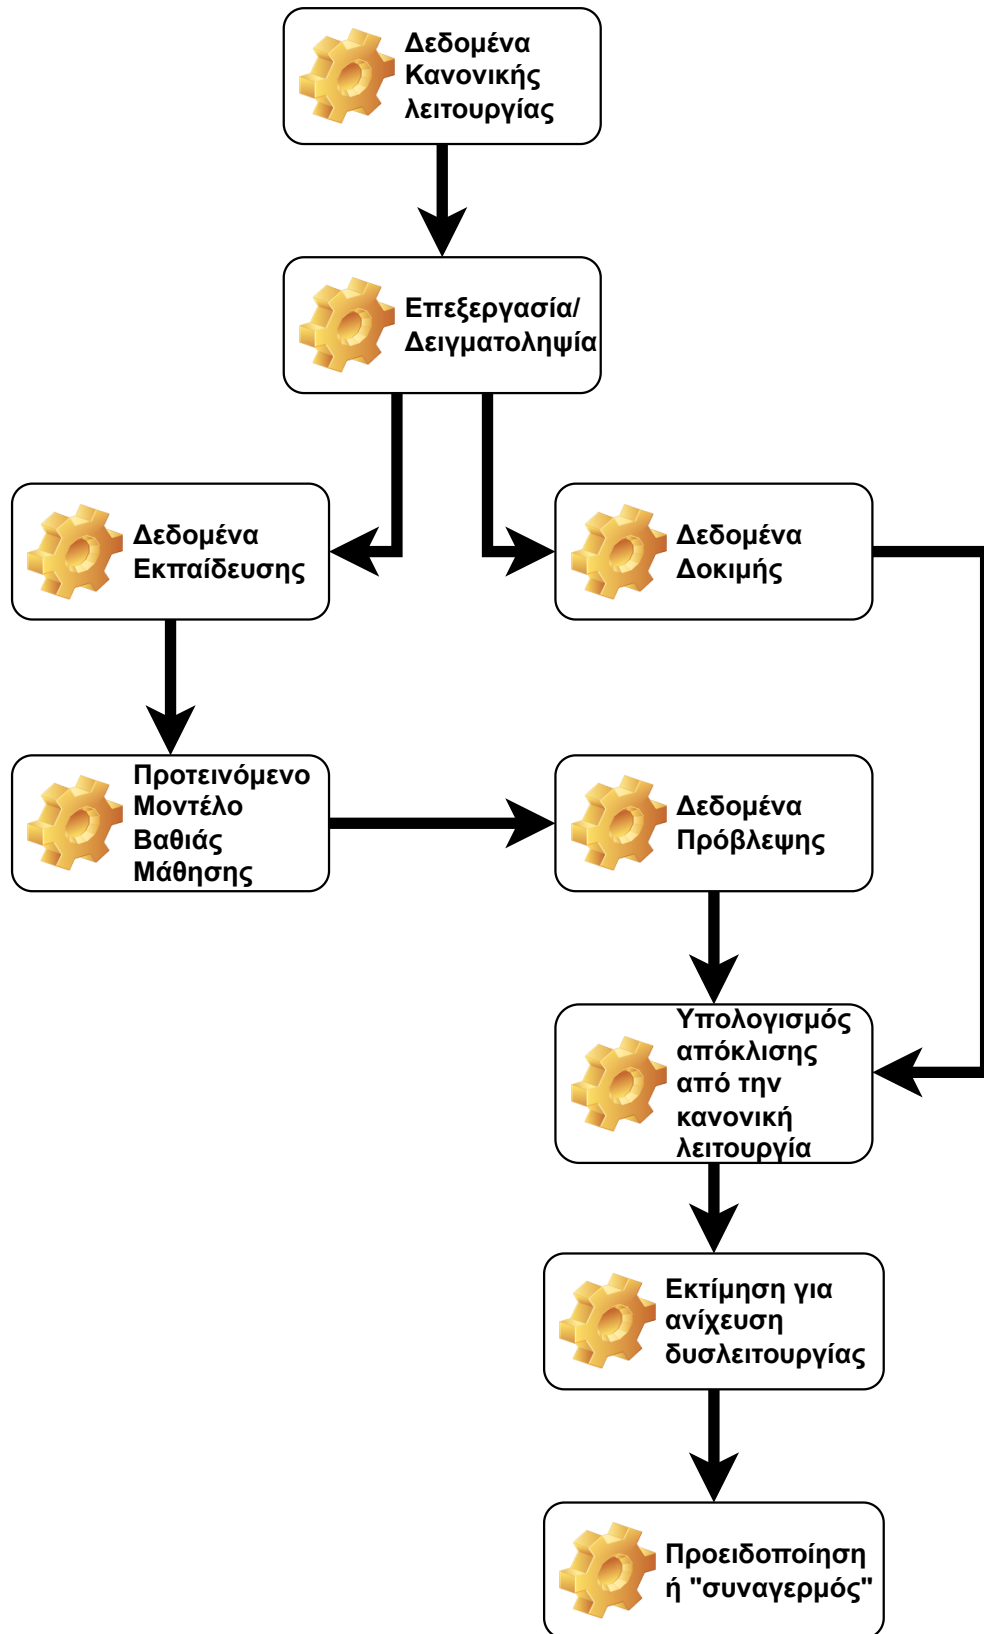 Δεδομένα
Κανονικής
λειτουργίας
Επεξεργασία/
Δειγματοληψία
Δεδομένα
Εκπαίδευσης
Δεδομένα
Δοκιμής
Προτεινόμενο
Μοντέλο
Βαθιάς
Μάθησης
Δεδομένα
Πρόβλεψης
Υπολογισμός
απόκλισης
από την
κανονική
λειτουργία
Εκτίμηση για
ανίχευση
δυσλειτουργίας
Προειδοποίηση
ή "συναγερμός"